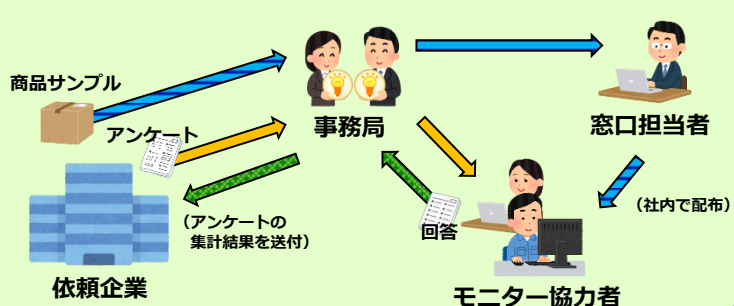 商品サンプル
アンケート
事務局
窓口担当者
(アンケートの
集計結果を送付)
回答
(社内で配布)
依頼企業
モニター協力者